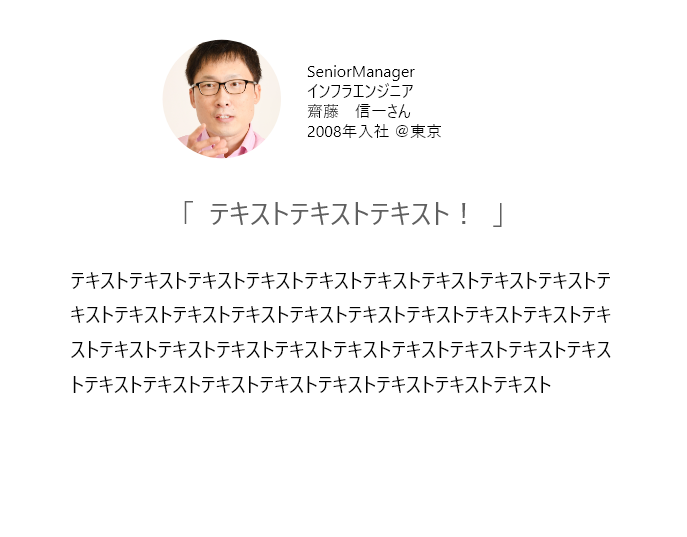 SeniorManager
インフラエンジニア
齋藤　信一さん
2008年入社 ＠東京
「 テキストテキストテキスト！ 」
テキストテキストテキストテキストテキストテキストテキストテキストテキストテ
キストテキストテキストテキストテキストテキストテキストテキストテキストテキ
ストテキストテキストテキストテキストテキストテキストテキストテキストテキス
トテキストテキストテキストテキストテキストテキストテキストテキスト